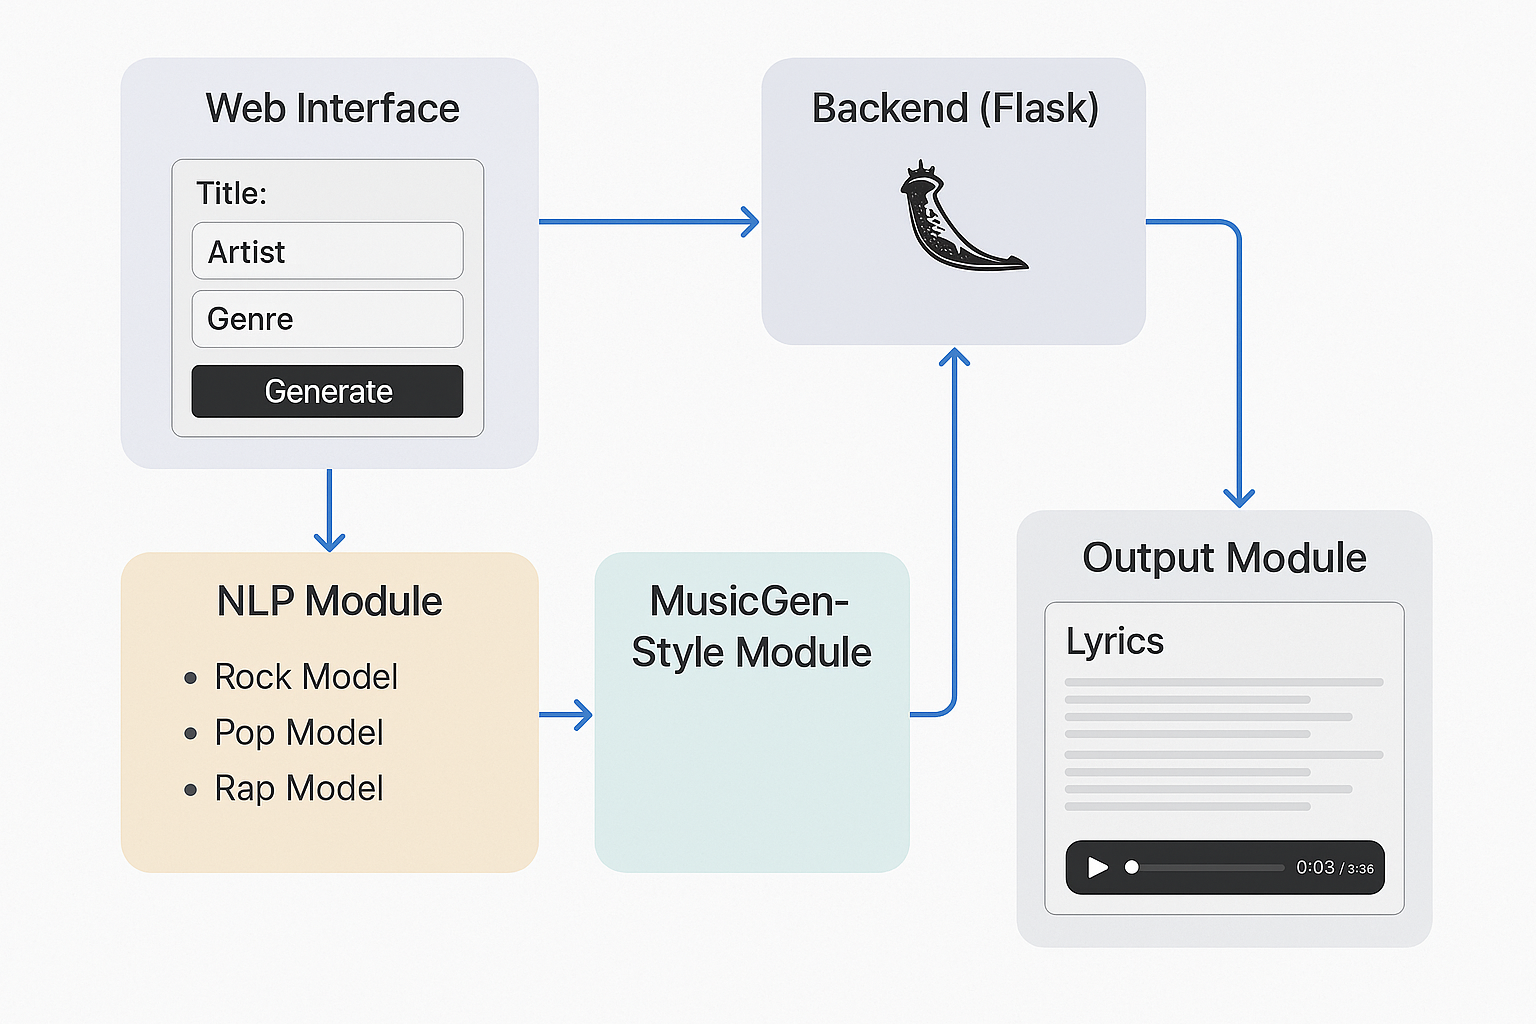 Web Interface
Title:
Artist
Genre
Generate
Backend (Flask)
NLP Module
• Rock Model
• Pop Model
• Rap Model
MusicGen-
Style Module
Output Module
Lyrics
0:03 / 3:36